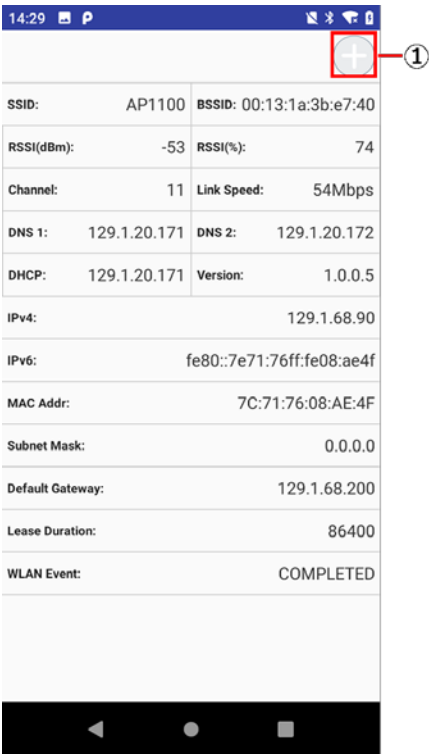 14:29
①
SSID: AP1100 BSSID: 00:13:1a:3b:e7:40
RSSI(dBm): -53 RSSI(%): 74
Channel: 11 Link Speed: 54Mbps
DNS 1: 129.1.20.171 DNS 2: 129.1.20.172
DHCP: 129.1.20.171 Version: 1.0.0.5
IPv4: 129.1.68.90
IPv6: fe80::7e71:76ff:fe08:ae4f
MAC Addr: 7C:71:76:08:AE:4F
Subnet Mask: 0.0.0.0
Default Gateway: 129.1.68.200
Lease Duration: 86400
WLAN Event: COMPLETED